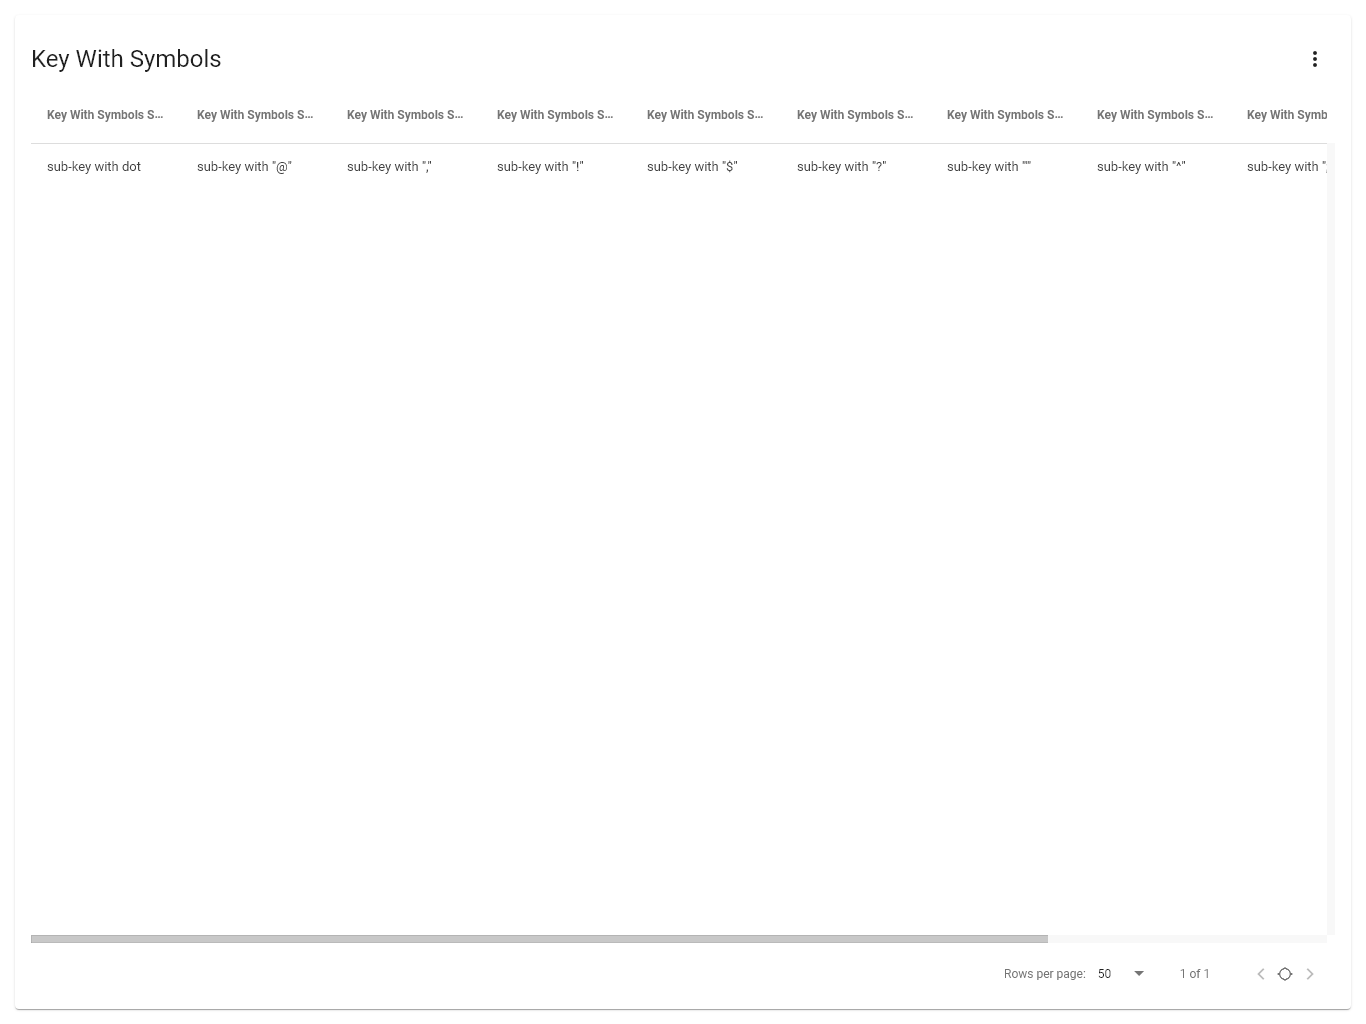 Key With Symbols
Key With Symbols S... Key With Symbols S... Key With Symbols S... Key With Symbols S... Key With Symbols S... Key With Symbols S... Key With Symbols S... Key With Symbols S... Key With Symb
sub-key with dot sub-key with "@" sub-key with "," sub-key with "!" sub-key with "$" sub-key with "?" sub-key with """ sub-key with "^" sub-key with "
Rows per page: 50 1 of 1